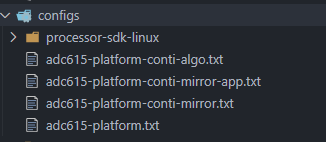 configs
processor-sdk-linux
adc615-platform-conti-algo.txt
adc615-platform-conti-mirror-app.txt
adc615-platform-conti-mirror.txt
adc615-platform.txt